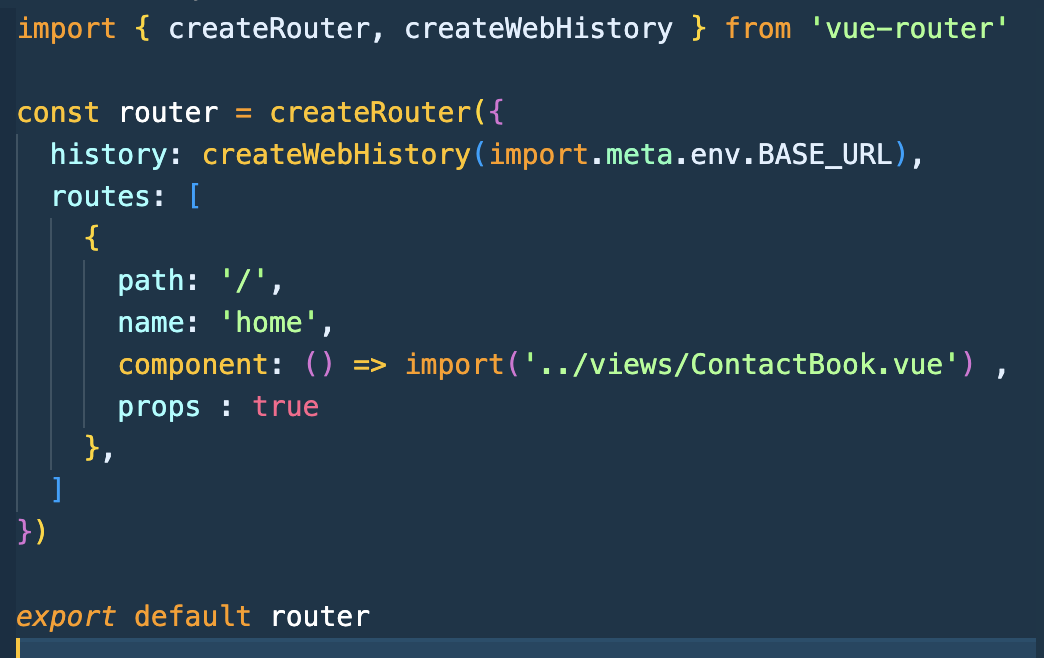 import { createRouter, createWebHistory } from 'vue-router'
const router = createRouter({
history: createWebHistory(import.meta.env.BASE_URL),
routes: [
{
path: '/',
name: 'home',
component: () => import('../views/ContactBook.vue') ,
props : true
},
]
})
export default router